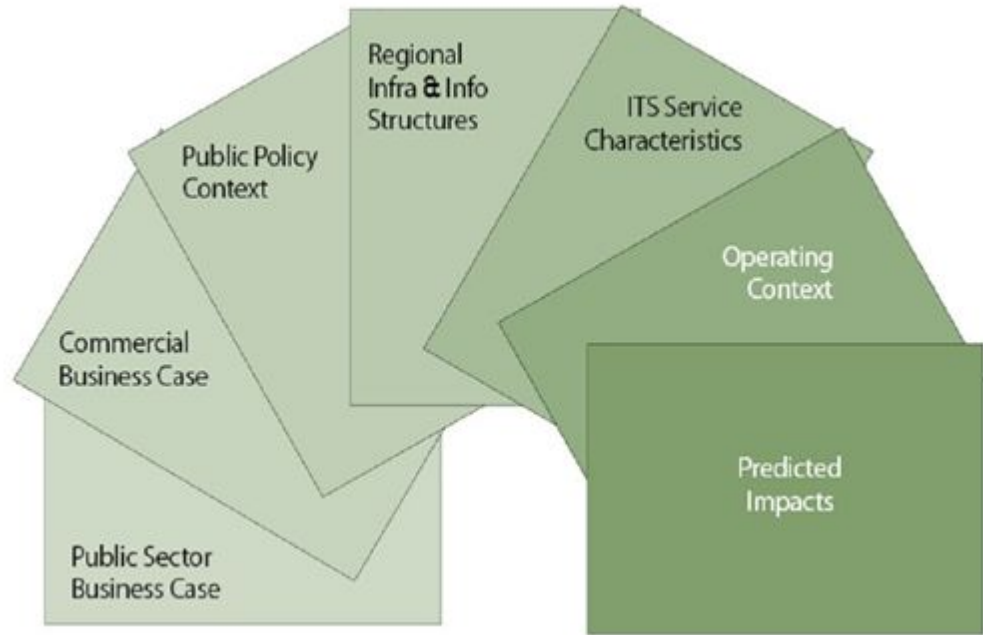 Regional
Infra & Info
Structures
ITS Service
Characteristics
Public Policy
Context
Operating
Context
Commercial
Business Case
Predicted
Impacts
Public Sector
Business Case